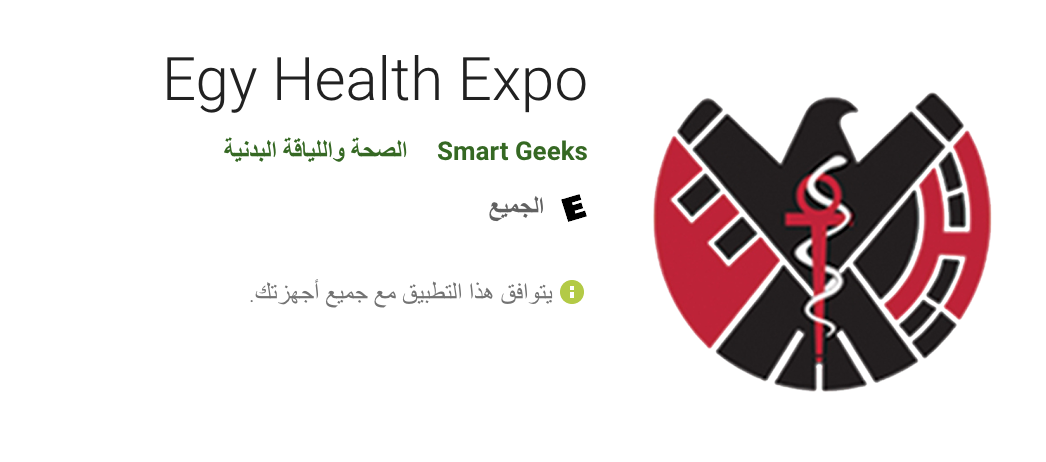 Egy Health Expo
Smart Geeks الصحة واللياقة البدنية
E الجميع
يتوافق هذا التطبيق مع جميع أجهزتك.